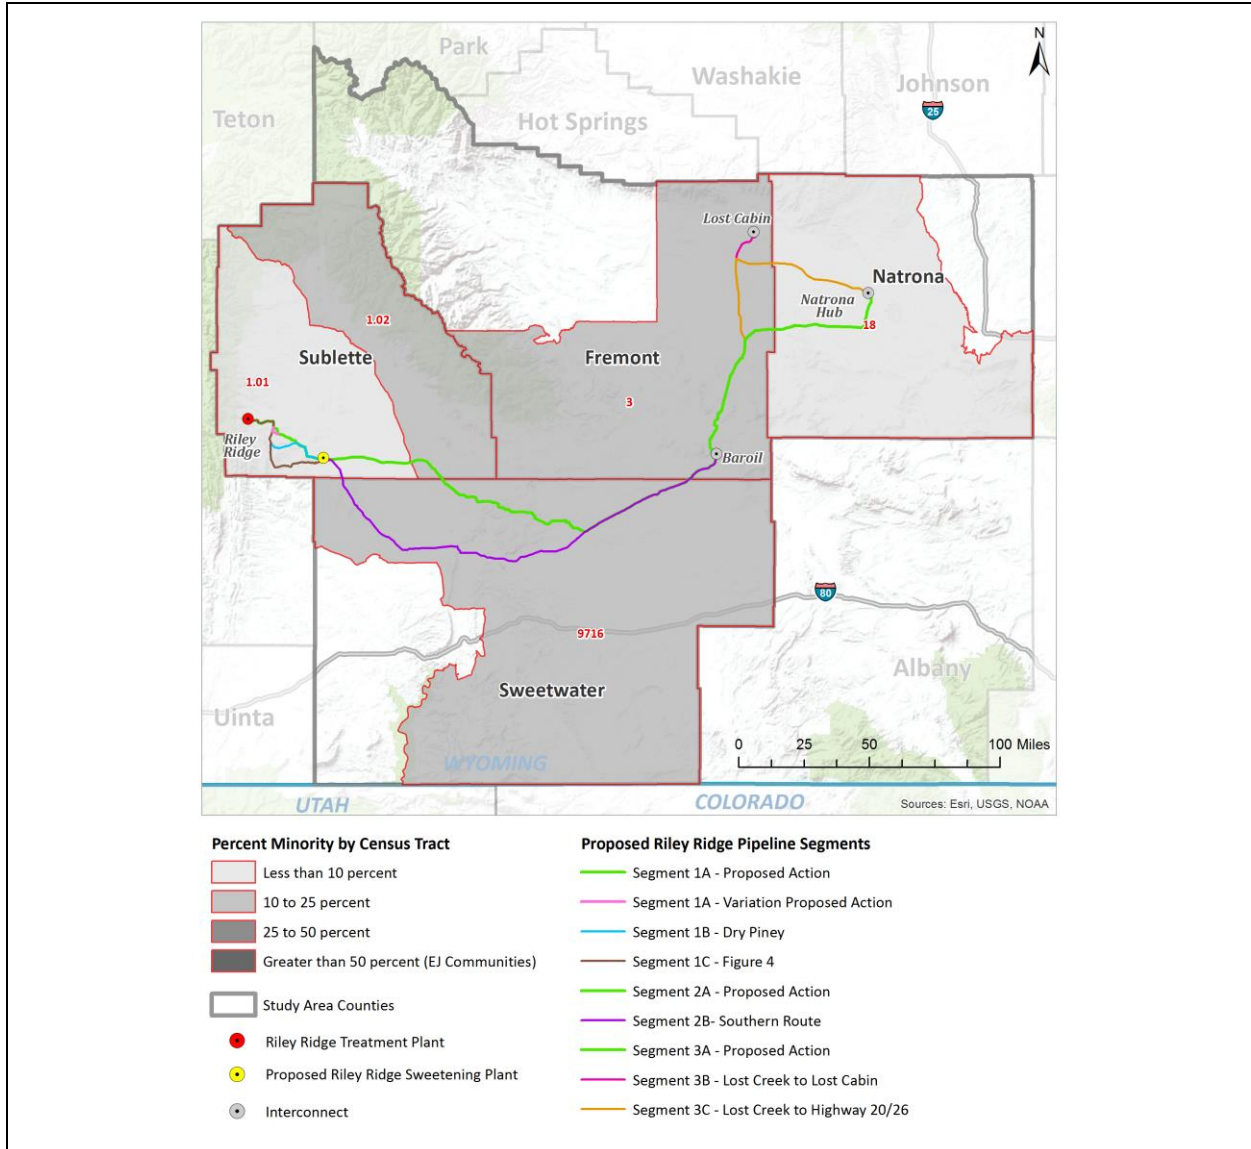 Park
N
Washakie
Johnson
25
Teton
Hot Springs
Lost Cabin
Natrona
Natrona
Hub
18
1.02
Sublette
Fremont
1.01
3
Riley
Ridge
Baroil
80
9716
Sweetwater
Albany
Uinta
0 25 50 100 Miles
WYOMING
UTAH
COLORADO
Sources: Esri, USGS, NOAA
Percent Minority by Census Tract
Less than 10 percent
10 to 25 percent
25 to 50 percent
Greater than 50 percent (EJ Communities)
Study Area Counties
Riley Ridge Treatment Plant
Proposed Riley Ridge Sweetening Plant
Interconnect
Proposed Riley Ridge Pipeline Segments
Segment 1A - Proposed Action
Segment 1A - Variation Proposed Action
Segment 1B - Dry Piney
Segment 1C - Figure 4
Segment 2A - Proposed Action
Segment 2B- Southern Route
Segment 3A - Proposed Action
Segment 3B - Lost Creek to Lost Cabin
Segment 3C - Lost Creek to Highway 20/26